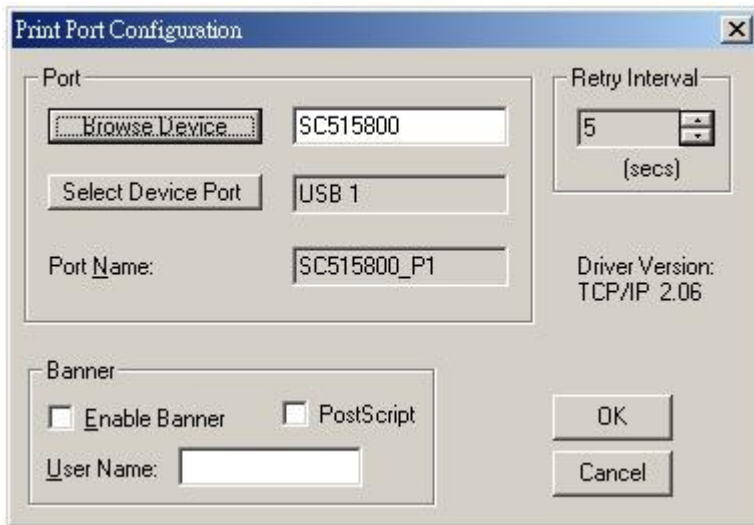 Print Port Configuration
Port
Browse Device
SC515800
Select Device Port
USB 1
Port Name:
SC515800_P1
Retry Interval
5
(secs)
Driver Version:
TCP/IP 2.06
Banner
Enable Banner
PostScript
User Name:
OK
Cancel